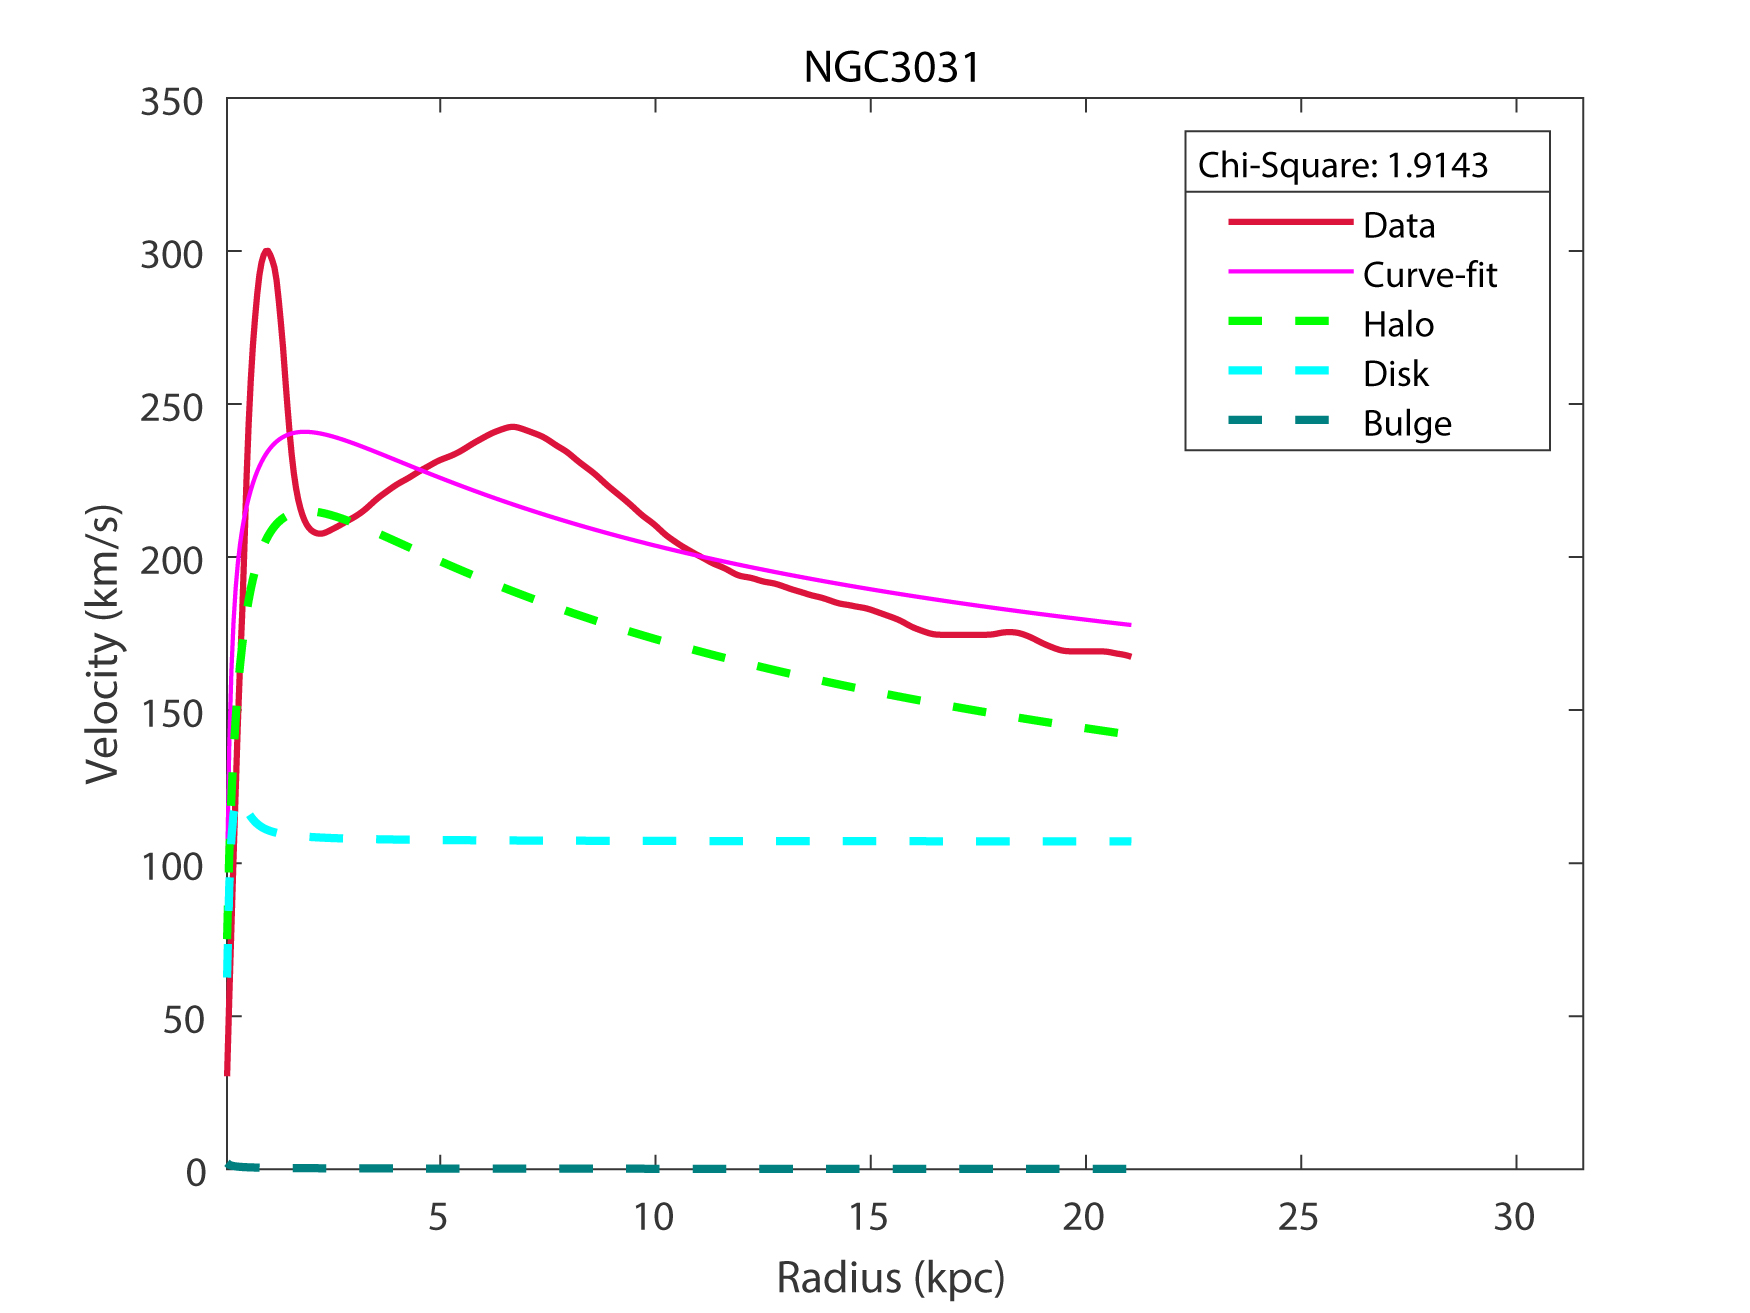 NGC3031
350
300
250
200
150
100
50
0
Velocity (km/s)
Chi-Square: 1.9143
Data
Curve-fit
Halo
Disk
Bulge
5 10 15 20 25 30
Radius (kpc)